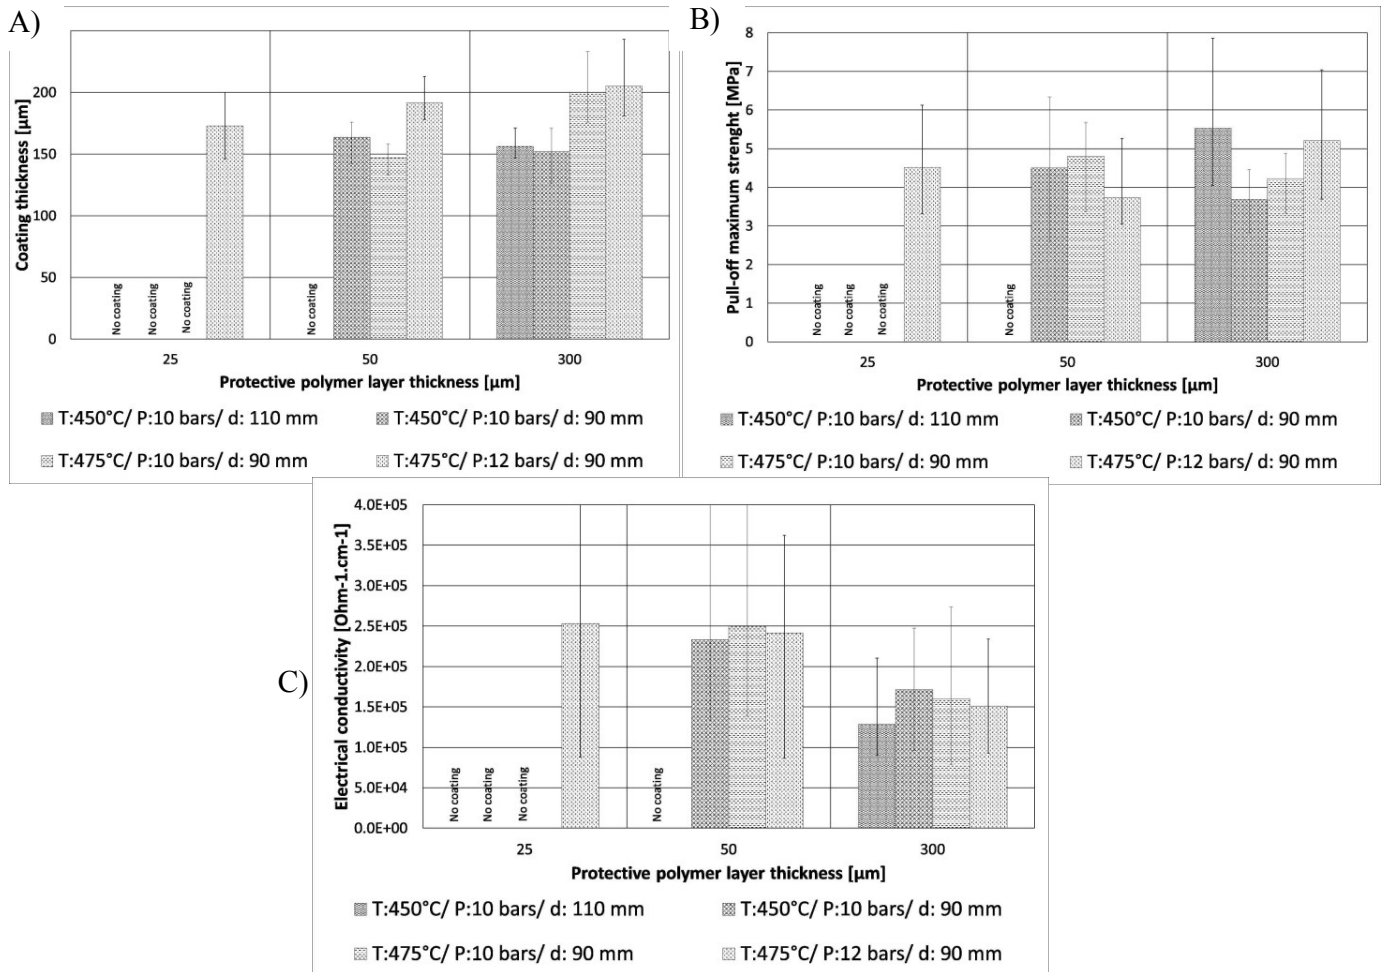 A)
Coating thickness [µm]
200
150
100
50
0
No coating
No coating
No coating
No coating
25
50
300
Protective polymer layer thickness [µm]
T:450°C/ P:10 bars/ d: 110 mm
T:450°C/ P:10 bars/ d: 90 mm
T:475°C/ P:10 bars/ d: 90 mm
T:475°C/ P:12 bars/ d: 90 mm
B)
Pull-off maximum strenght [MPa]
8
7
6
5
4
3
2
1
0
No coating
No coating
No coating
No coating
25
50
300
Protective polymer layer thickness [µm]
T:450°C/ P:10 bars/ d: 110 mm
T:450°C/ P:10 bars/ d: 90 mm
T:475°C/ P:10 bars/ d: 90 mm
T:475°C/ P:12 bars/ d: 90 mm
C)
Electrical conductivity [Ohm-1.cm-1]
4.0E+05
3.5E+05
3.0E+05
2.5E+05
2.0E+05
1.5E+05
1.0E+05
5.0E+04
0.0E+00
No coating
No coating
No coating
No coating
25
50
300
Protective polymer layer thickness [µm]
T:450°C/ P:10 bars/ d: 110 mm
T:450°C/ P:10 bars/ d: 90 mm
T:475°C/ P:10 bars/ d: 90 mm
T:475°C/ P:12 bars/ d: 90 mm